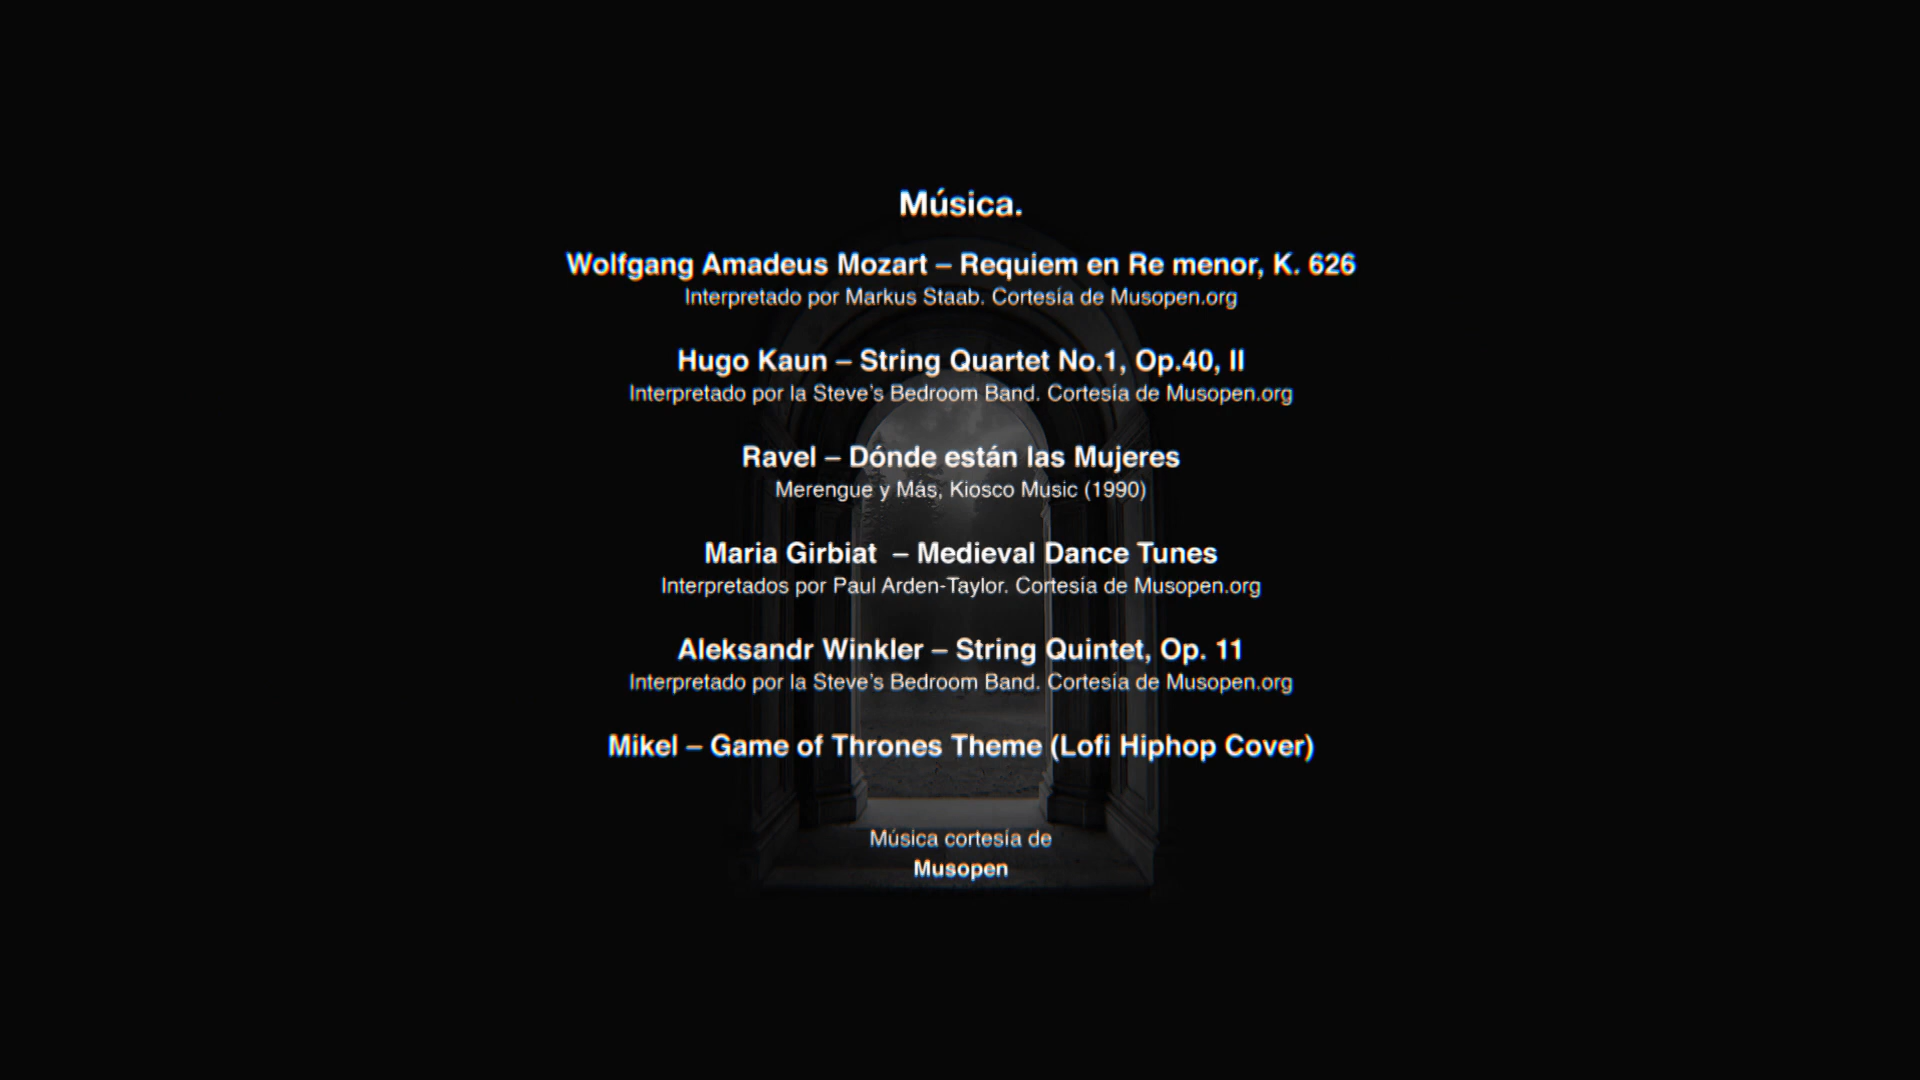 Música.
Wolfgang Amadeus Mozart – Requiem en Re menor, K. 626
Interpretado por Markus Staab. Cortesía de Musopen.org
Hugo Kaun – String Quartet No.1, Op.40, II
Interpretado por la Steve’s Bedroom Band. Cortesía de Musopen.org
Ravel – Dónde están las Mujeres
Merengue y Más, Kiosco Music (1990)
Maria Girbiat  – Medieval Dance Tunes
Interpretados por Paul Arden-Taylor. Cortesía de Musopen.org
Aleksandr Winkler – String Quintet, Op. 11
Interpretado por la Steve’s Bedroom Band. Cortesía de Musopen.org
Mikel – Game of Thrones Theme (Lofi Hiphop Cover)
Música cortesía de
Musopen